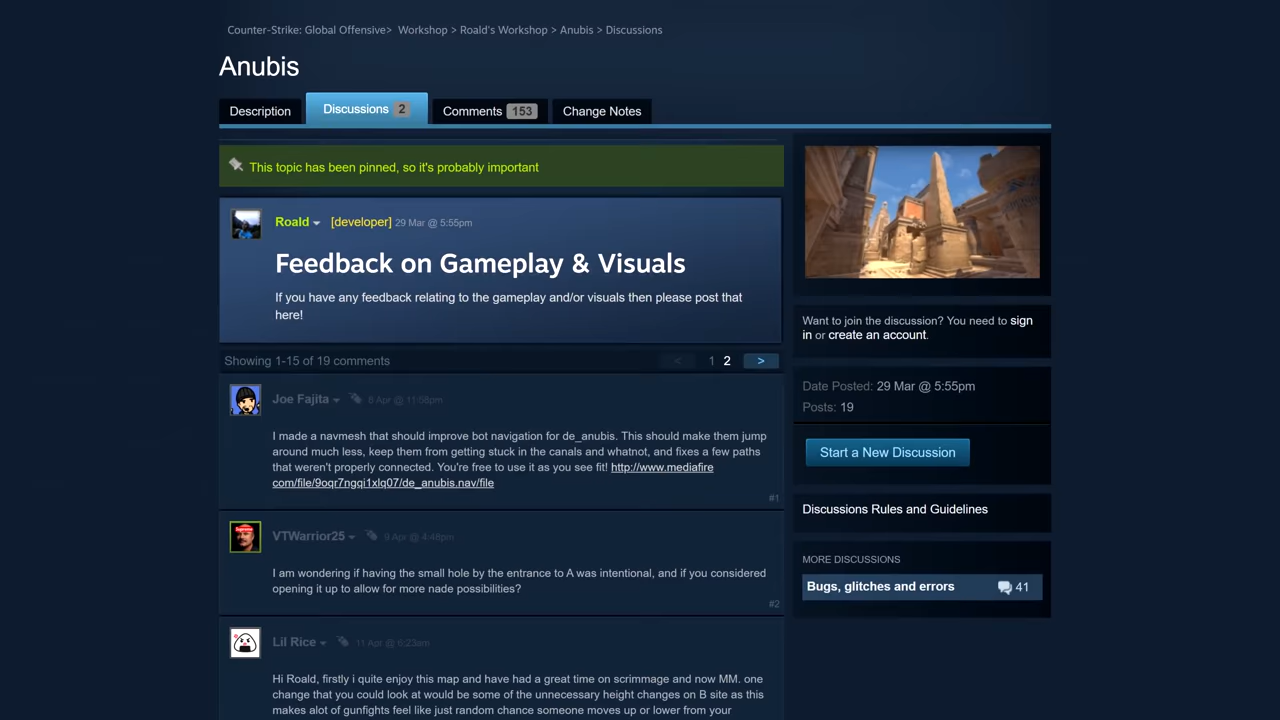 Counter-Strike: Global Offensive> Workshop > Roald's Workshop > Anubis > Discussions
Anubis
Description
Discussions 2
Comments 153
Change Notes
This topic has been pinned, so it's probably important
Roald [developer] 29 Mar @ 5:55pm
Feedback on Gameplay & Visuals
If you have any feedback relating to the gameplay and/or visuals then please post that
here!
Showing 1-15 of 19 comments
< 1 2 >
Joe Fajita 8 Apr @ 11:58pm
I made a navmesh that should improve bot navigation for de_anubis. This should make them jump
around much less, keep them from getting stuck in the canals and whatnot, and fixes a few paths
that weren't properly connected. You're free to use it as you see fit! http://www.mediafire
com/file/9oqr7ngqi1xlq07/de_anubis.nav/file
#1
VTWarrior25 9 Apr @ 4:48pm
I am wondering if having the small hole by the entrance to A was intentional, and if you considered
opening it up to allow for more nade possibilities?
#2
Lil Rice 11 Apr @ 6:23am
Hi Roald, firstly i quite enjoy this map and have had a great time on scrimmage and now MM. one
change that you could look at would be some of the unnecessary height changes on B site as this
makes alot of gunfights feel like just random chance someone moves up or lower from your
Want to join the discussion? You need to sign
in or create an account.
Date Posted: 29 Mar @ 5:55pm
Posts: 19
Start a New Discussion
Discussions Rules and Guidelines
MORE DISCUSSIONS
Bugs, glitches and errors 41